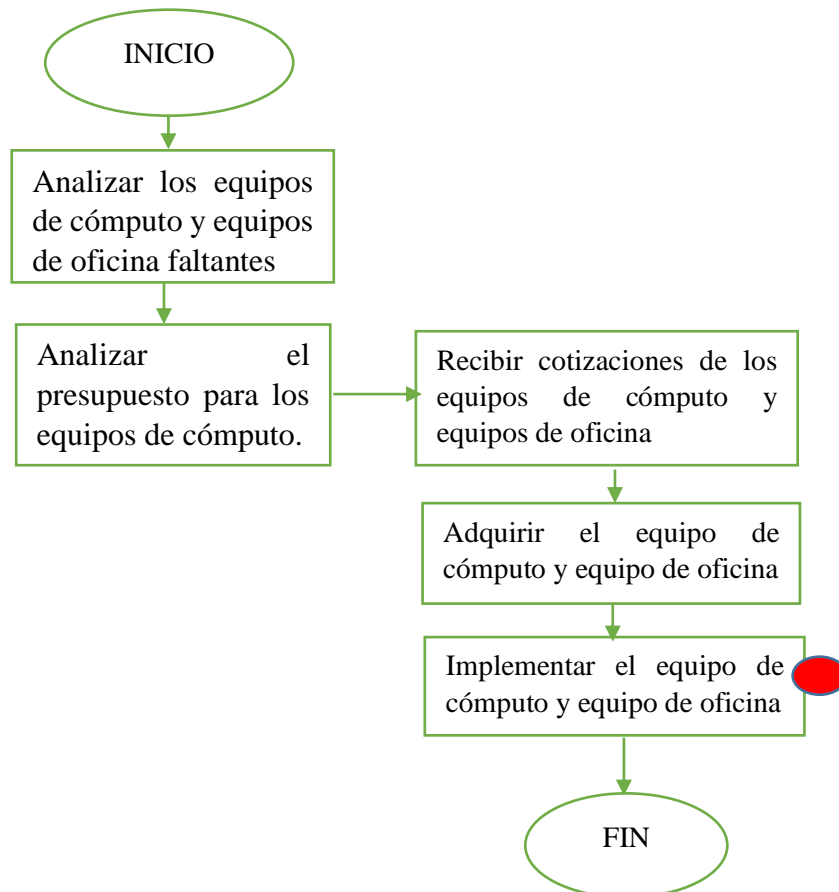 INICIO
Analizar los equipos
de cómputo y equipos
de oficina faltantes
Analizar el
presupuesto para los
equipos de cómputo.
Recibir cotizaciones de los
equipos de cómputo y
equipos de oficina
Adquirir el equipo de
cómputo y equipo de oficina
Implementar el equipo de
cómputo y equipo de oficina
FIN